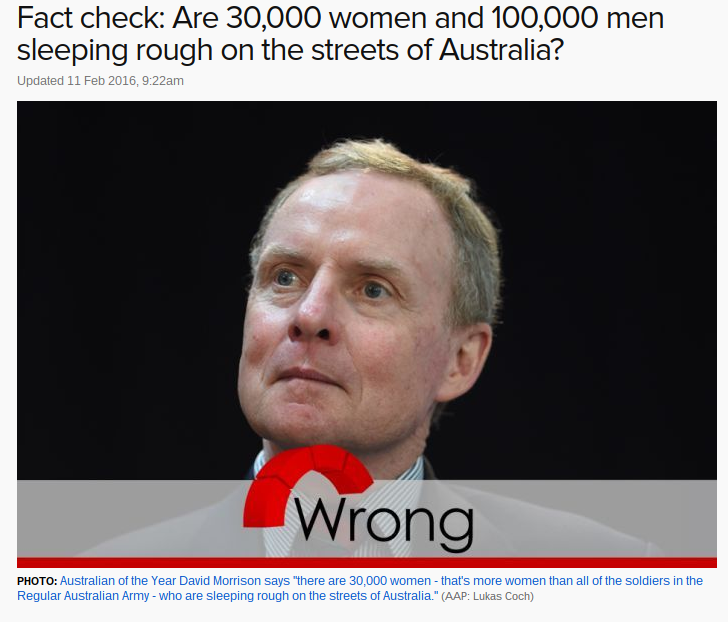 Fact check: Are 30,000 women and 100,000 men
sleeping rough on the streets of Australia?
Updated 11 Feb 2016, 9:22am
Wrong
PHOTO: Australian of the Year David Morrison says "there are 30,000 women - that's more women than all of the soldiers in the
Regular Australian Army - who are sleeping rough on the streets of Australia." (AAP: Lukas Coch)